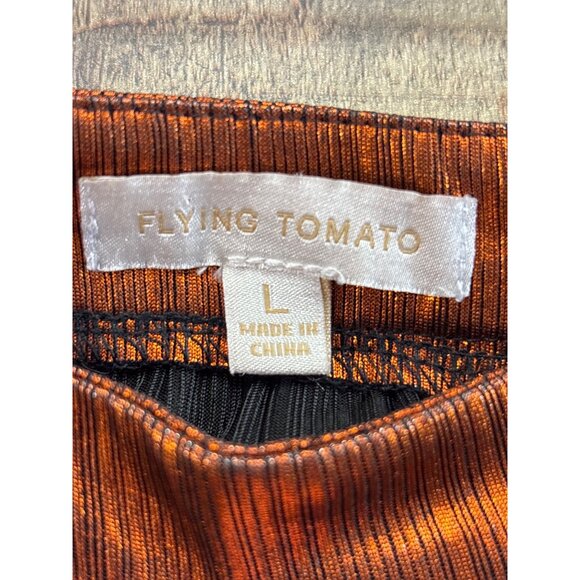 FLYING TOMATO
L
MADE IN
CHINA